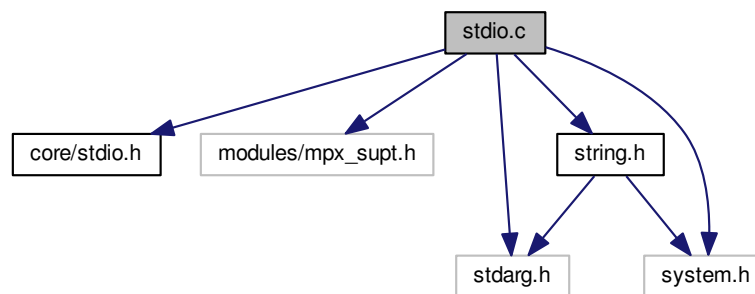 stdio.c
core/stdio.h
modules/mpx_supt.h
string.h
stdarg.h
system.h